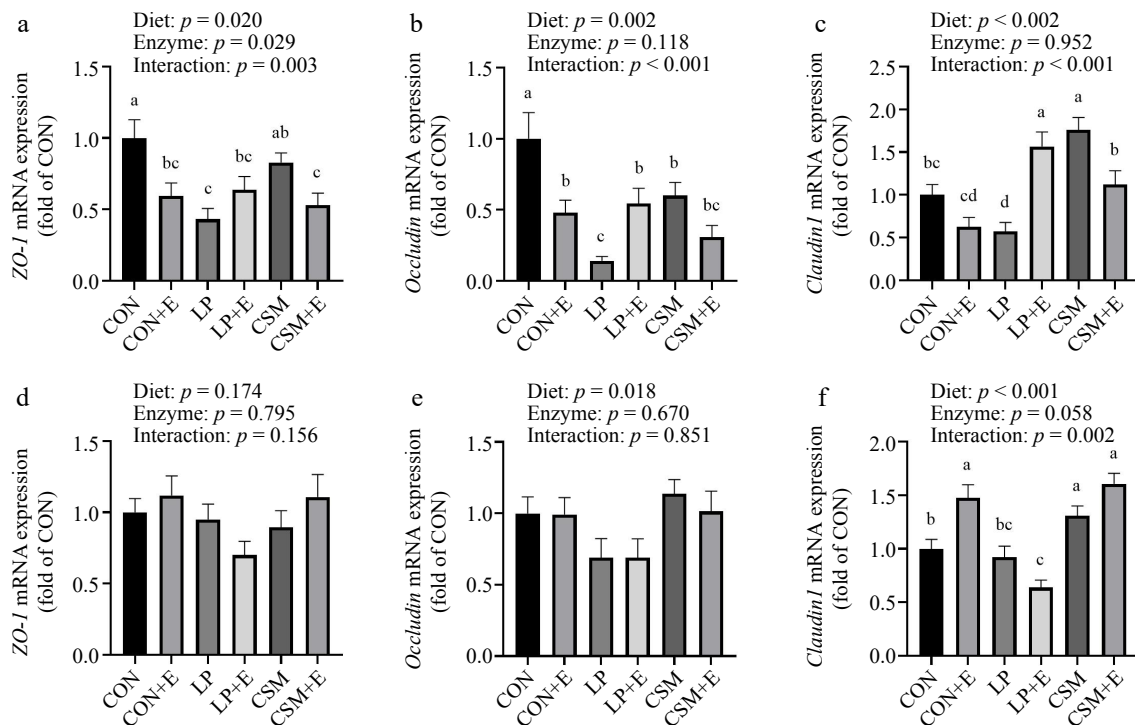 a
Diet: p = 0.020
Enzyme: p = 0.029
Interaction: p = 0.003
ZO-1 mRNA expression
(fold of CON)
1.5
1.0
0.5
0.0
a
bc
c
bc
ab
c
CON
CON+E
LP
LP+E
CSM
CSM+E
b
Diet: p = 0.002
Enzyme: p = 0.118
Interaction: p < 0.001
Occludin mRNA expression
(fold of CON)
1.5
1.0
0.5
0.0
a
b
c
b
b
bc
CON
CON+E
LP
LP+E
CSM
CSM+E
c
Diet: p < 0.002
Enzyme: p = 0.952
Interaction: p < 0.001
Claudin1 mRNA expression
(fold of CON)
2.5
2.0
1.5
1.0
0.5
0.0
bc
cd
d
a
a
b
CON
CON+E
LP
LP+E
CSM
CSM+E
d
Diet: p = 0.174
Enzyme: p = 0.795
Interaction: p = 0.156
ZO-1 mRNA expression
(fold of CON)
1.5
1.0
0.5
0.0
CON
CON+E
LP
LP+E
CSM
CSM+E
e
Diet: p = 0.018
Enzyme: p = 0.670
Interaction: p = 0.851
Occludin mRNA expression
(fold of CON)
1.5
1.0
0.5
0.0
CON
CON+E
LP
LP+E
CSM
CSM+E
f
Diet: p < 0.001
Enzyme: p = 0.058
Interaction: p = 0.002
Claudin1 mRNA expression
(fold of CON)
2.0
1.5
1.0
0.5
0.0
b
a
bc
c
a
a
CON
CON+E
LP
LP+E
CSM
CSM+E